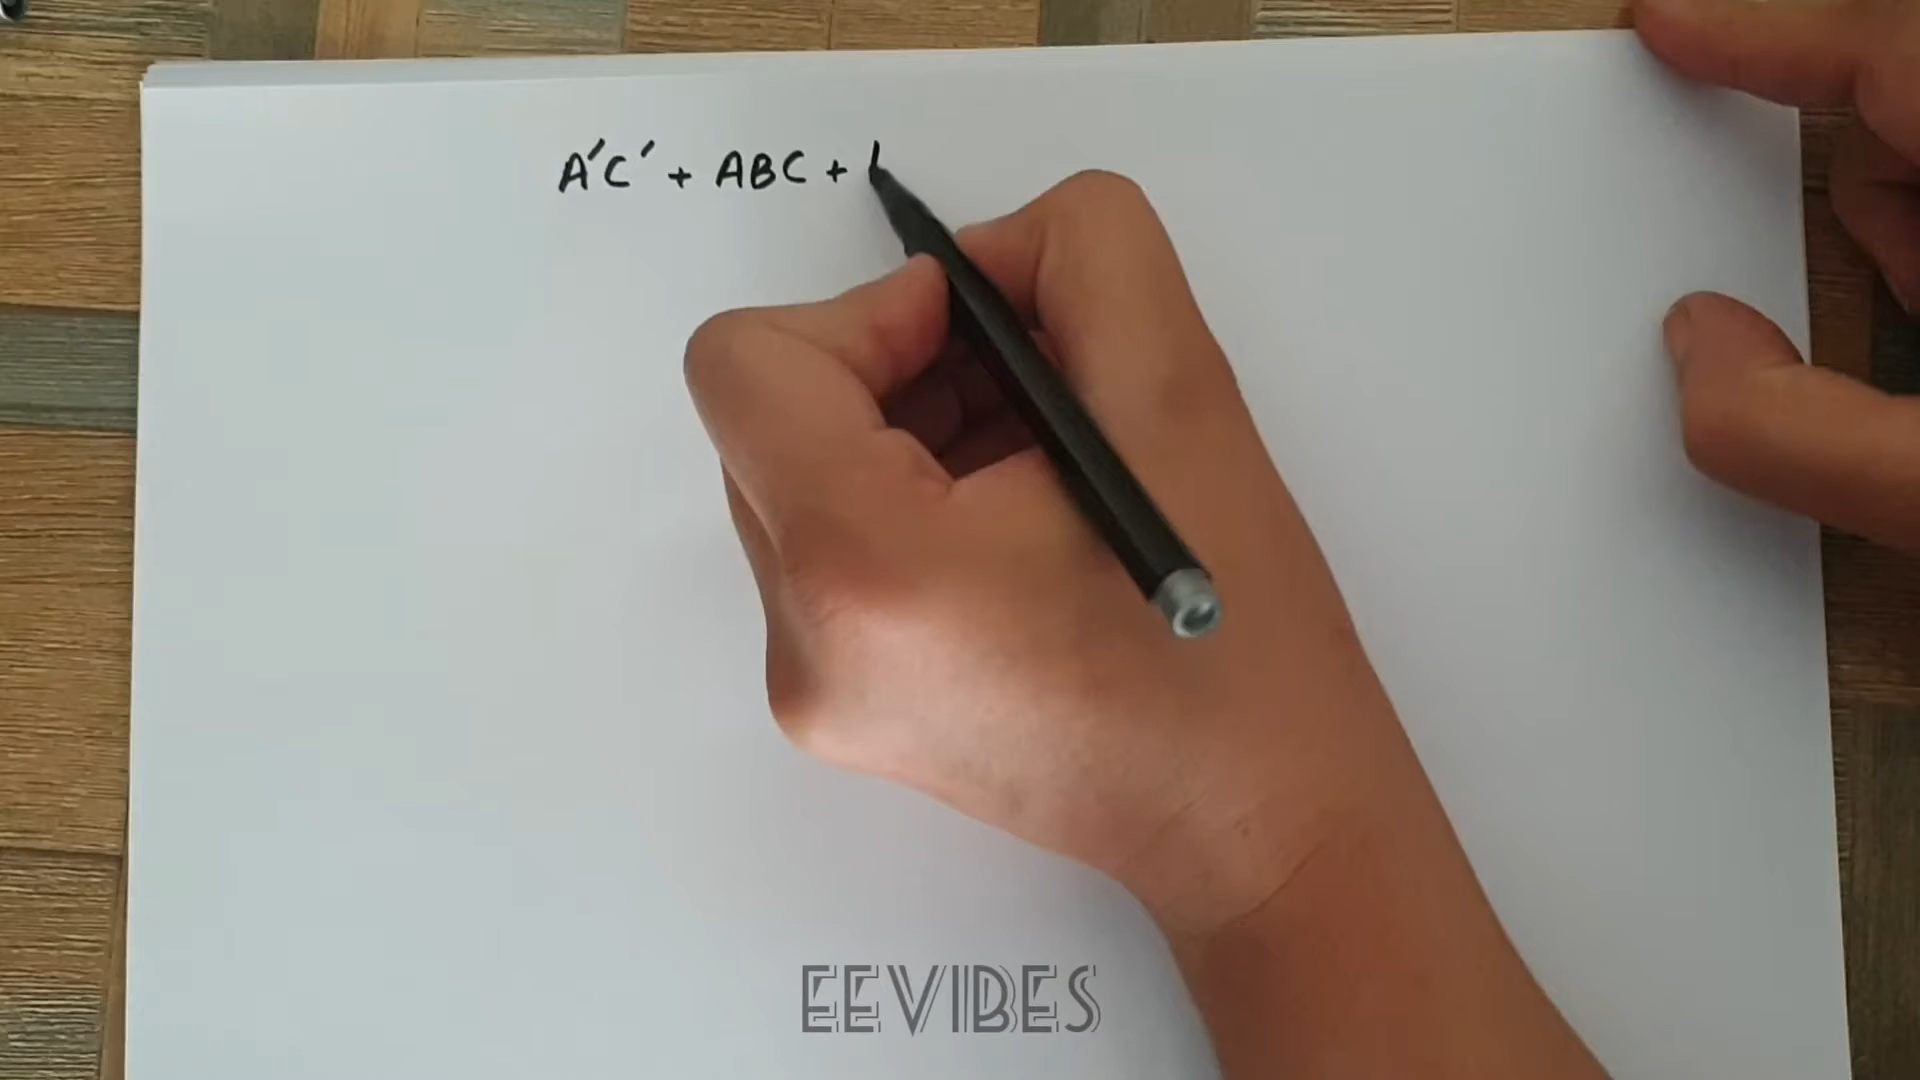 A'C' + ABC +
EEVIBES